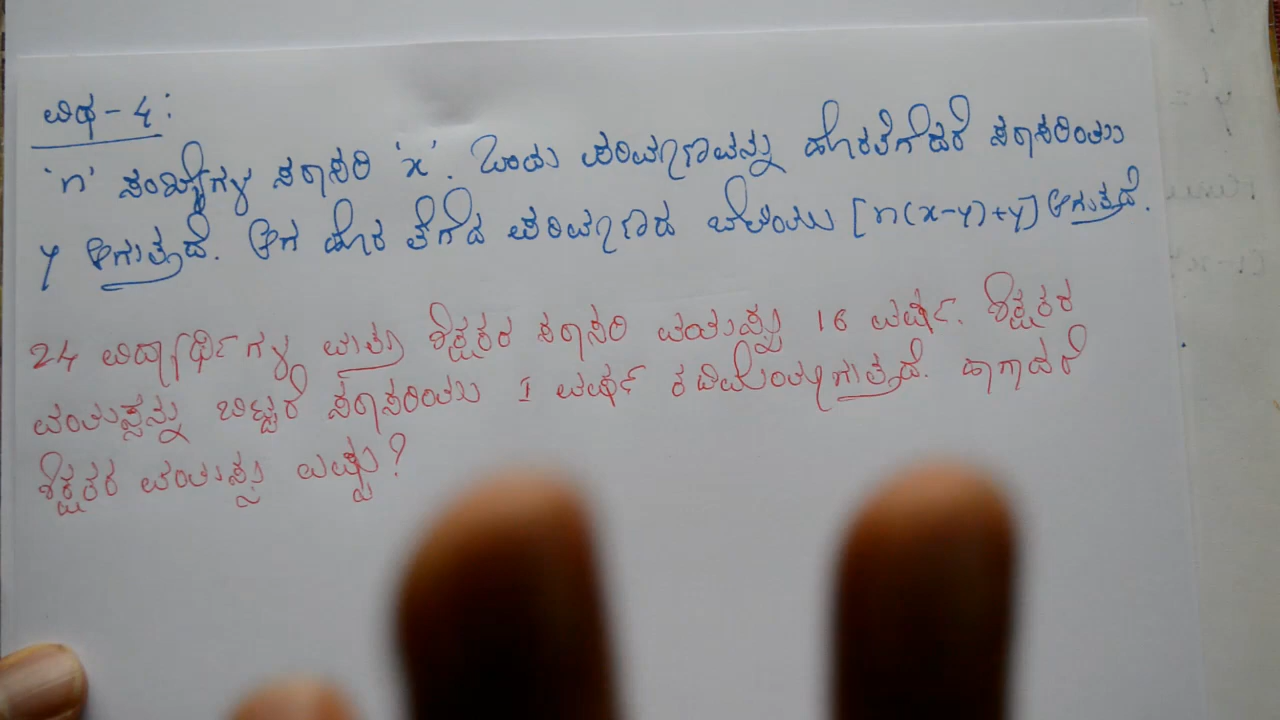 ವಿಧ - 4 :
'n' ಸಂಖ್ಯೆಗಳ ಸರಾಸರಿ 'x'. ಒಂದು ಪರಿಮಾಣವನ್ನು ಹೊರತೆಗೆದರೆ ಸರಾಸರಿಯು
y ಆಗುತ್ತದೆ. ಆಗ ಹೊರ ತೆಗೆದ ಪರಿಮಾಣದ ಬೆಲೆಯು [n(x-y)+y] ಆಗುತ್ತದೆ.
24 ವಿದ್ಯಾರ್ಥಿಗಳ ಮತ್ತು ಶಿಕ್ಷಕರ ಸರಾಸರಿ ವಯಸ್ಸು 16 ವರ್ಷ. ಶಿಕ್ಷಕರ
ವಯಸ್ಸನ್ನು ಬಿಟ್ಟರೆ ಸರಾಸರಿಯು 1 ವರ್ಷ ಕಡಿಮೆಯಾಗುತ್ತದೆ. ಹಾಗಾದರೆ
ಶಿಕ್ಷಕರ ವಯಸ್ಸು ಎಷ್ಟು?